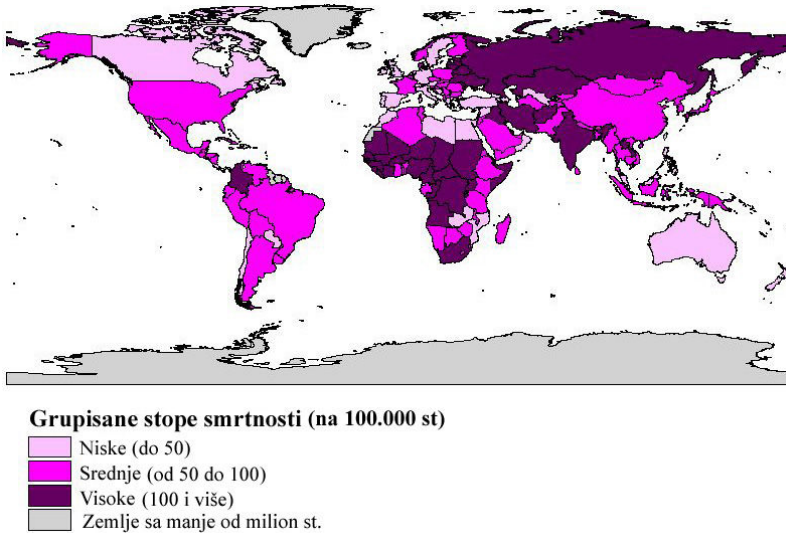 Grupisane stope smrtnosti (na 100.000 st)
Niske (do 50)
Srednje (od 50 do 100)
Visoke (100 i više)
Zemlje sa manje od milion st.